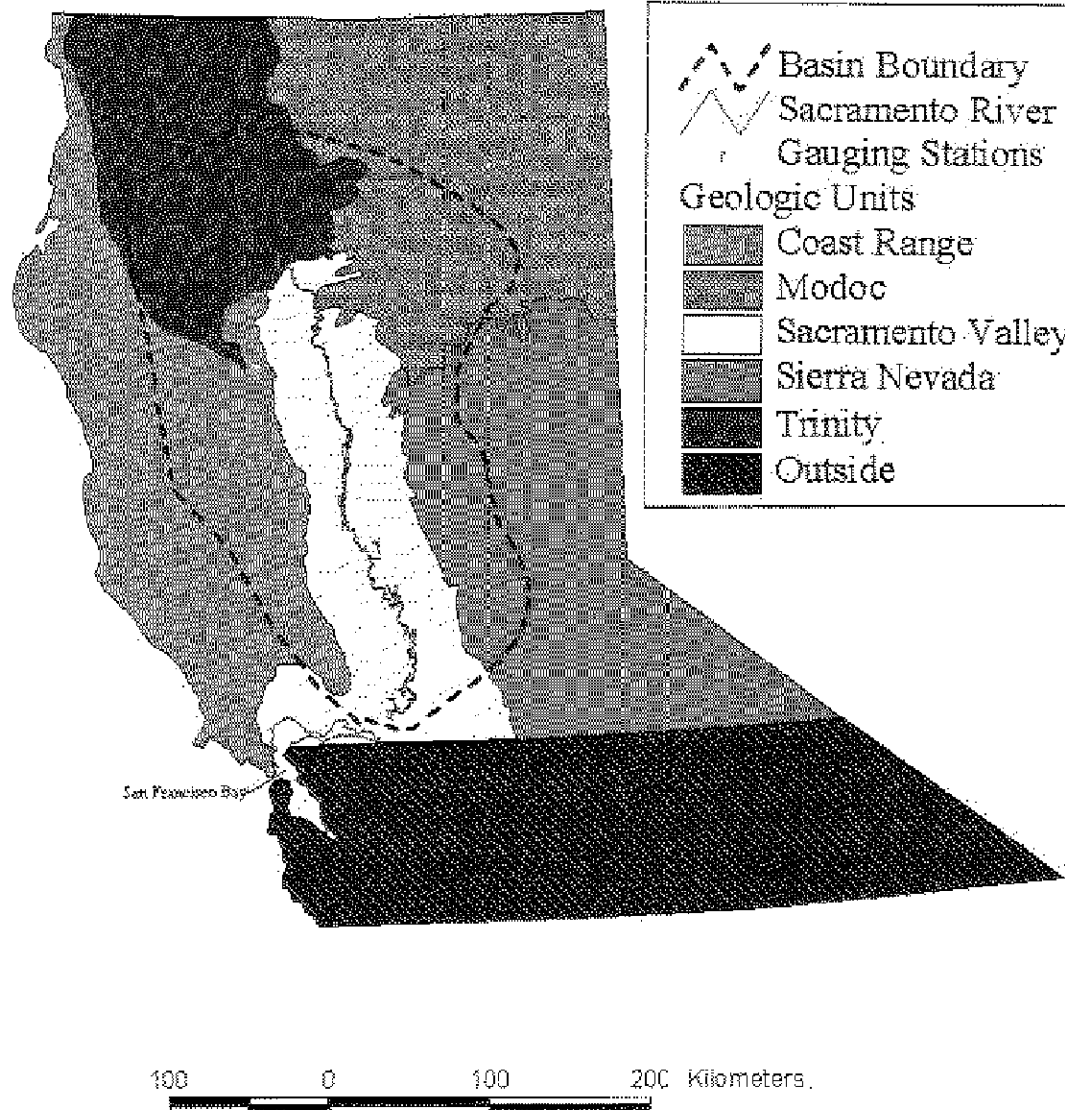 Basin Boundary
Sacramento River
Gauging Stations
Geologic Units
Coast Range
Modoc
Sacramento Valley
Sierra Nevada
Trinity
Outside
San Francisco Bay
100 0 100 200 Kilometers